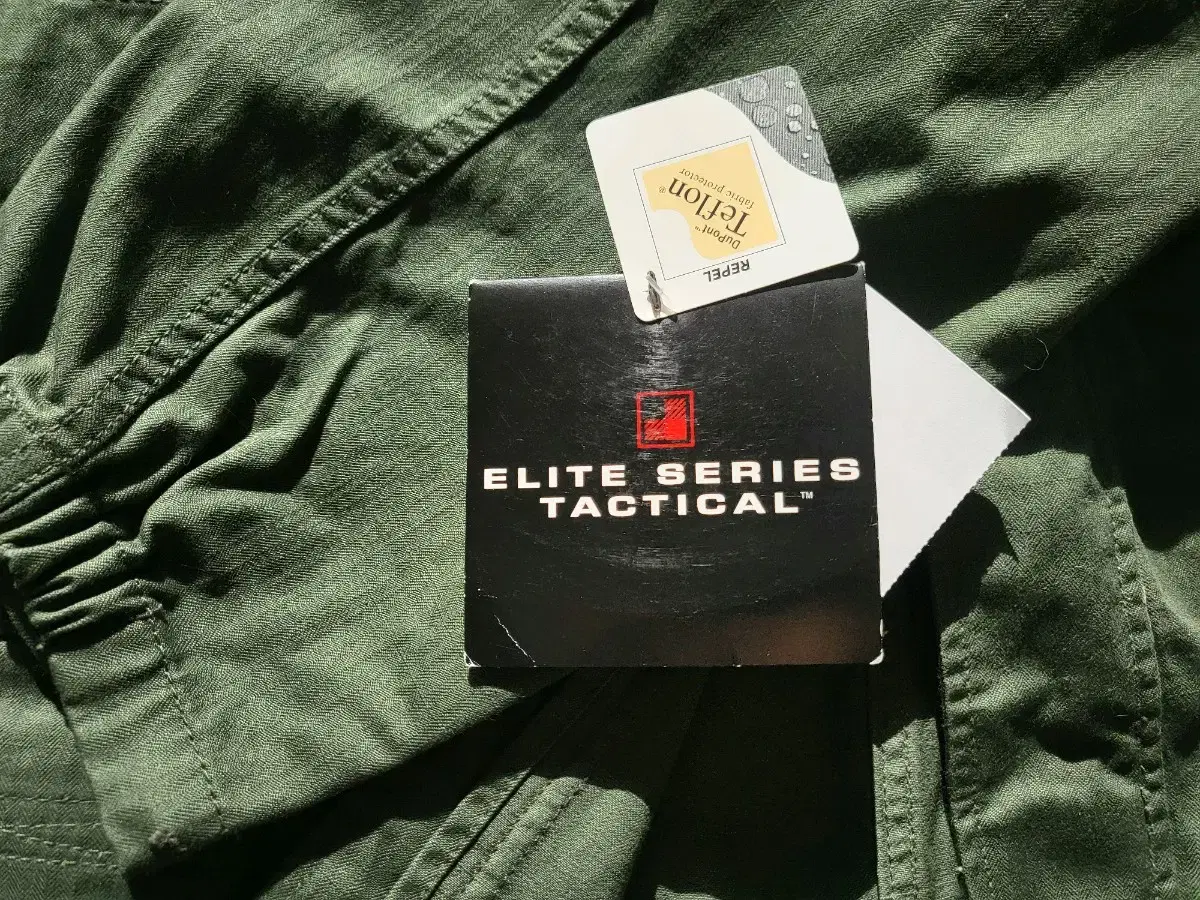 REPEL
DuPont™
Teflon®
fabric protector
ELITE SERIES
TACTICAL™